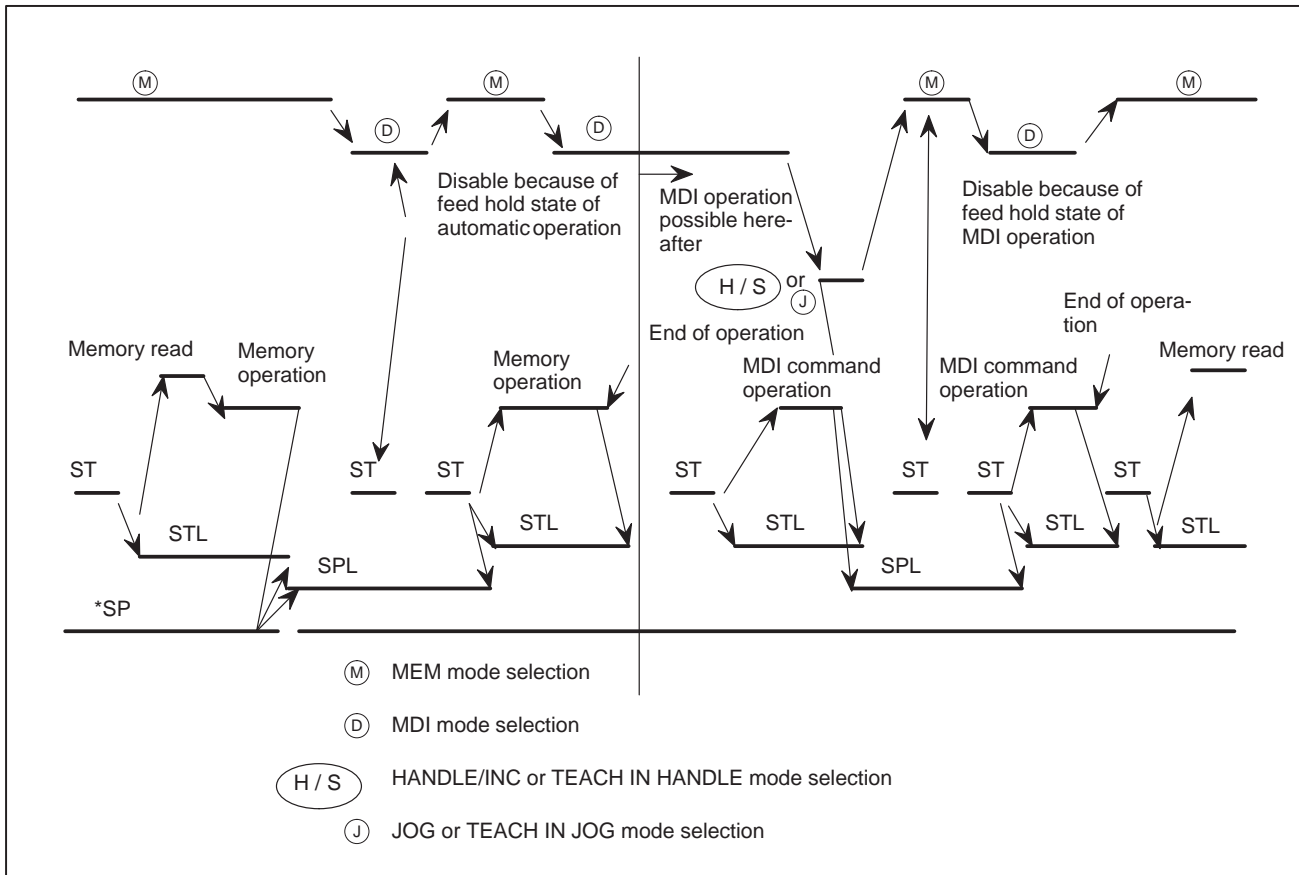 M
M
M
M
D
D
D
Disable because of
feed hold state of
automatic operation
MDI operation
possible here-
after
Disable because of
feed hold state of
MDI operation
H / S
or
J
End of operation
End of opera-
tion
Memory read
Memory
operation
Memory
operation
MDI command
operation
MDI command
operation
Memory read
ST
ST
ST
ST
ST
ST
ST
STL
STL
STL
STL
STL
SPL
SPL
*SP
M MEM mode selection
D MDI mode selection
H / S HANDLE/INC or TEACH IN HANDLE mode selection
J JOG or TEACH IN JOG mode selection